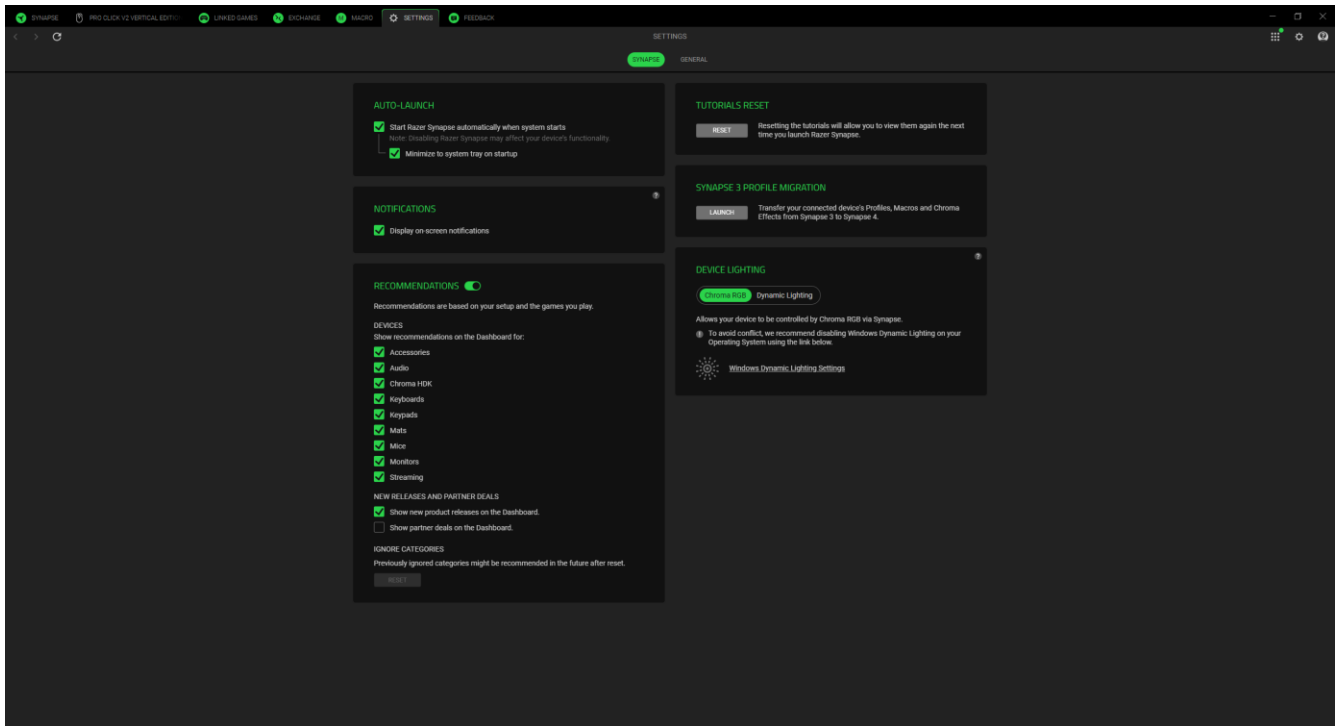 SYNAPSE
PRO CLICK V2 VERTICAL EDITIO
LINKED GAMES
EXCHANGE
MACRO
SETTINGS
FEEDBACK
SETTINGS
SYNAPSE
GENERAL
AUTO-LAUNCH
Start Razer Synapse automatically when system starts
Note: Disabling Razer Synapse may affect your device's functionality.
Minimize to system tray on startup
NOTIFICATIONS
Display on-screen notifications
RECOMMENDATIONS
Recommendations are based on your setup and the games you play.
DEVICES
Show recommendations on the Dashboard for:
Accessories
Audio
Chroma HDK
Keyboards
Keypads
Mats
Mice
Monitors
Streaming
NEW RELEASES AND PARTNER DEALS
Show new product releases on the Dashboard.
Show partner deals on the Dashboard.
IGNORE CATEGORIES
Previously ignored categories might be recommended in the future after reset.
RESET
TUTORIALS RESET
RESET
Resetting the tutorials will allow you to view them again the next
time you launch Razer Synapse.
SYNAPSE 3 PROFILE MIGRATION
LAUNCH
Transfer your connected device's Profiles, Macros and Chroma
Effects from Synapse 3 to Synapse 4.
DEVICE LIGHTING
Chroma RGB
Dynamic Lighting
Allows your device to be controlled by Chroma RGB via Synapse.
To avoid conflict, we recommend disabling Windows Dynamic Lighting on your
Operating System using the link below.
Windows Dynamic Lighting Settings